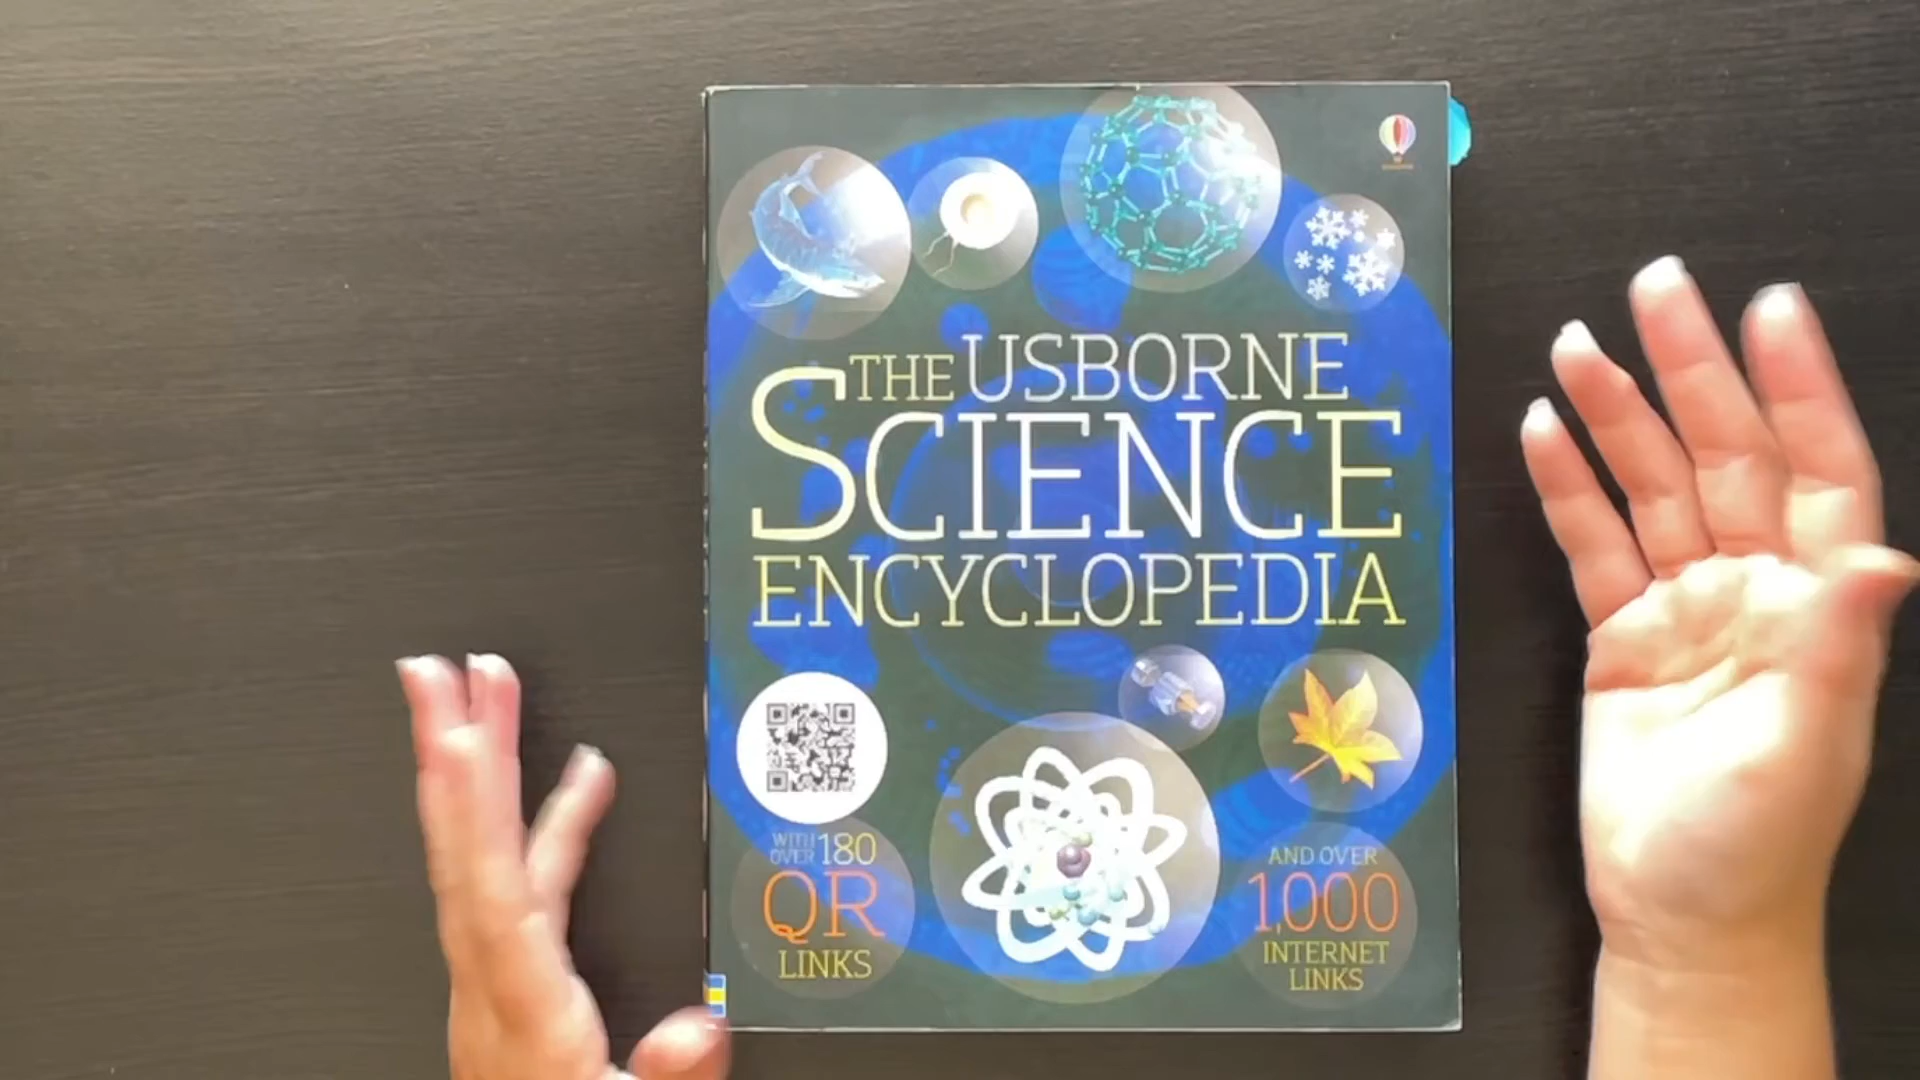 THE USBORNE
SCIENCE
ENCYCLOPEDIA
WITH
OVER 180
QR
LINKS
AND OVER
1,000
INTERNET
LINKS